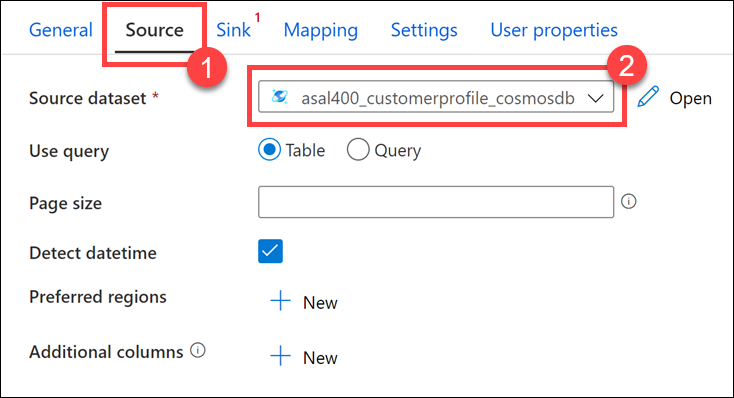 General Source Sink 1 Mapping Settings User properties
1
2
Source dataset * asal400_customerprofile_cosmosdb Open
Use query Table Query
Page size
Detect datetime
Preferred regions + New
Additional columns + New